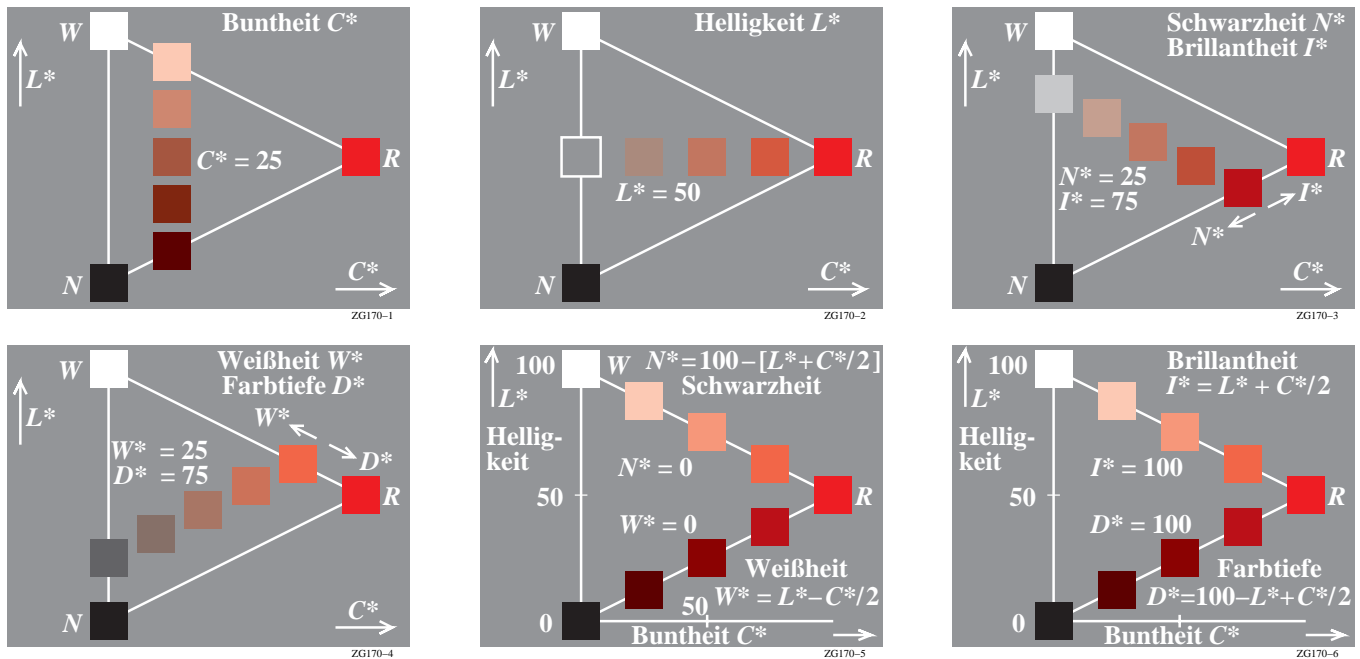 Buntheit C*
W
L*
C* = 25
R
N
C*
ZG170–1
Helligkeit L*
W
L*
R
L* = 50
N
C*
ZG170–2
Schwarzheit N*
Brillantheit I*
W
L*
R
N* = 25
I* = 75
I*
N*
N
C*
ZG170–3
Weißheit W*
Farbtiefe D*
W
L*
W*
W* = 25
D* = 75
D*
R
N
C*
ZG170–4
100
W
N*=100–[L*+C*/2]
Schwarzheit
L*
Hellig-
keit
N* = 0
50
R
W* = 0
Weißheit
W* = L*–C*/2
50
0
Buntheit C*
ZG170–5
100
Brillantheit
I* = L* + C*/2
L*
Hellig-
keit
I* = 100
50
R
D* = 100
Farbtiefe
D*=100–L*+C*/2
0
Buntheit C*
ZG170–6